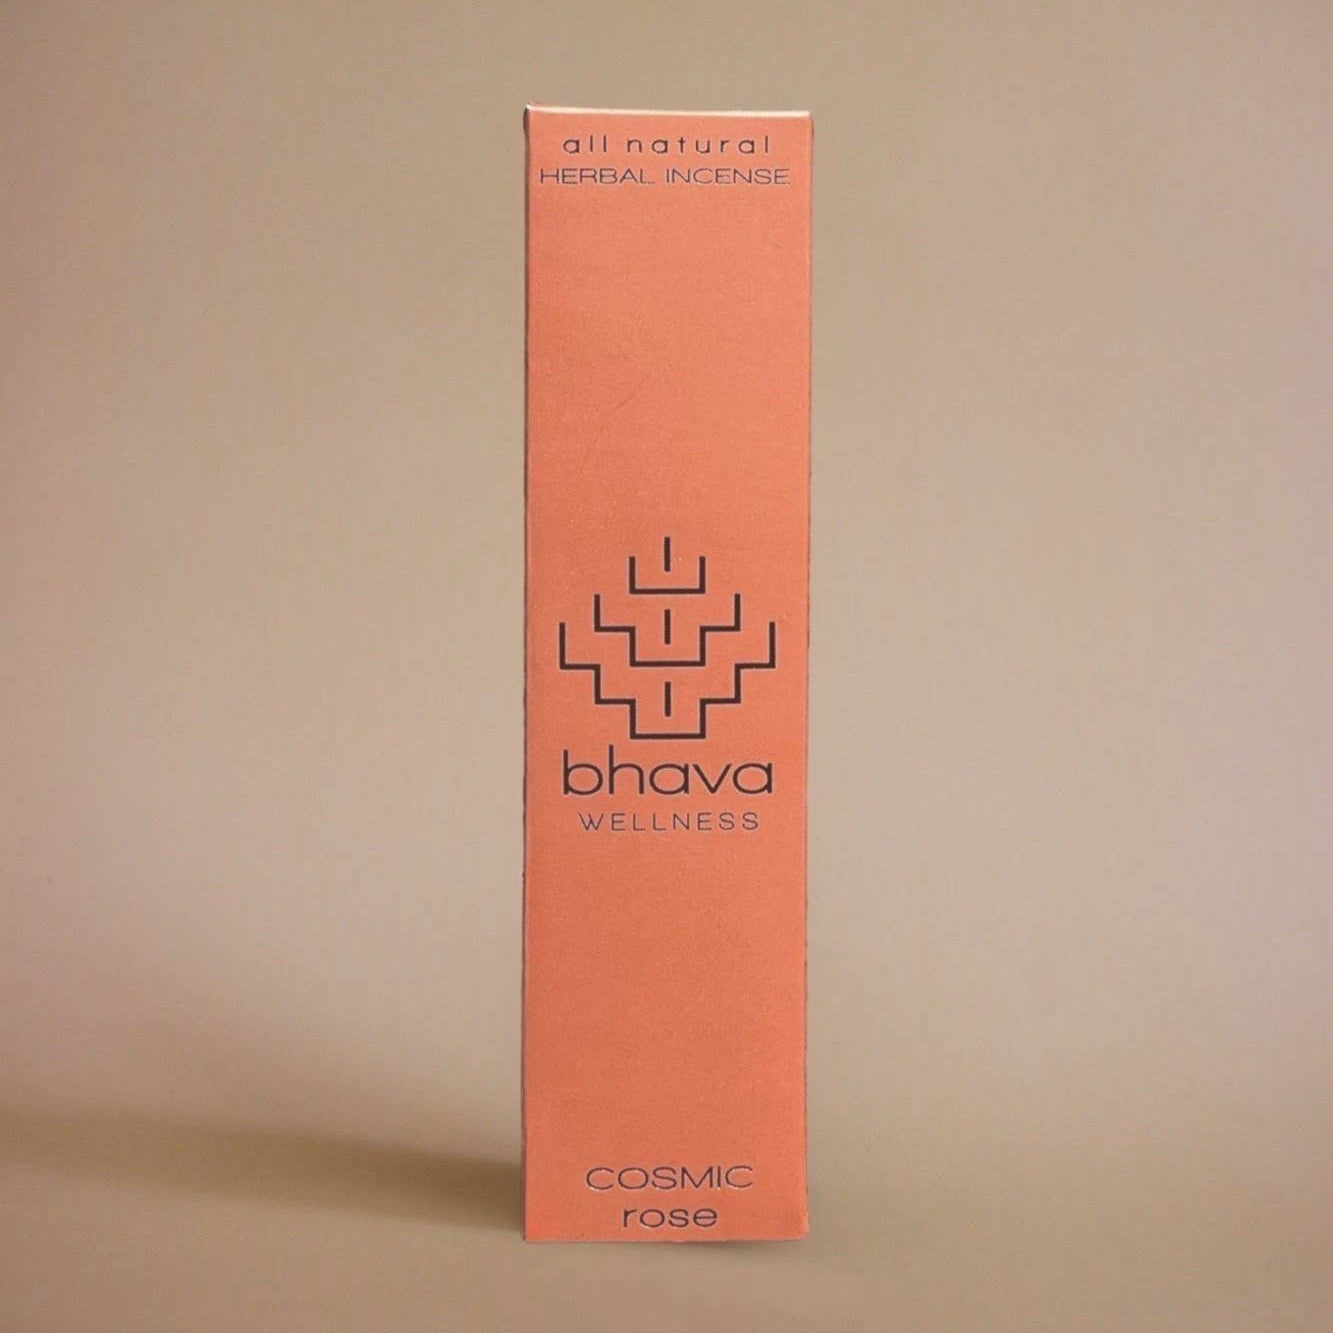 all natural
HERBAL INCENSE
bhava
WELLNESS
COSMIC
rose